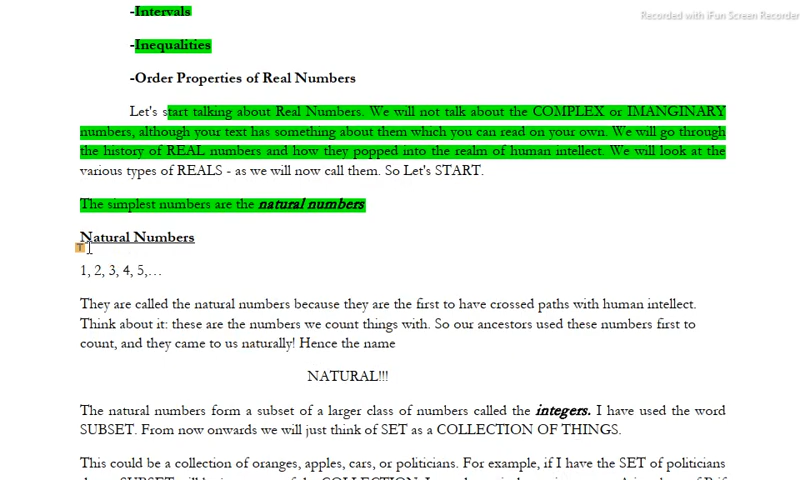 -Intervals
Recorded with iFun Screen Recorder
-Inequalities
-Order Properties of Real Numbers
Let's start talking about Real Numbers. We will not talk about the COMPLEX or IMANGINARY
numbers, although your text has something about them which you can read on your own. We will go through
the history of REAL numbers and how they popped into the realm of human intellect. We will look at the
various types of REALS - as we will now call them. So Let's START.
The simplest numbers are the natural numbers
Natural Numbers
1, 2, 3, 4, 5,…
They are called the natural numbers because they are the first to have crossed paths with human intellect.
Think about it: these are the numbers we count things with. So our ancestors used these numbers first to
count, and they came to us naturally! Hence the name
NATURAL!!!
The natural numbers form a subset of a larger class of numbers called the integers. I have used the word
SUBSET. From now onwards we will just think of SET as a COLLECTION OF THINGS.
This could be a collection of oranges, apples, cars, or politicians. For example, if I have the SET of politicians